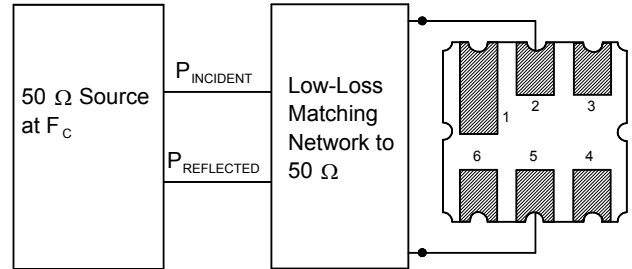 50 Ω Source
at F_C
P_INCIDENT
P_REFLECTED
Low-Loss
Matching
Network to
50 Ω
1
2
3
6
5
4